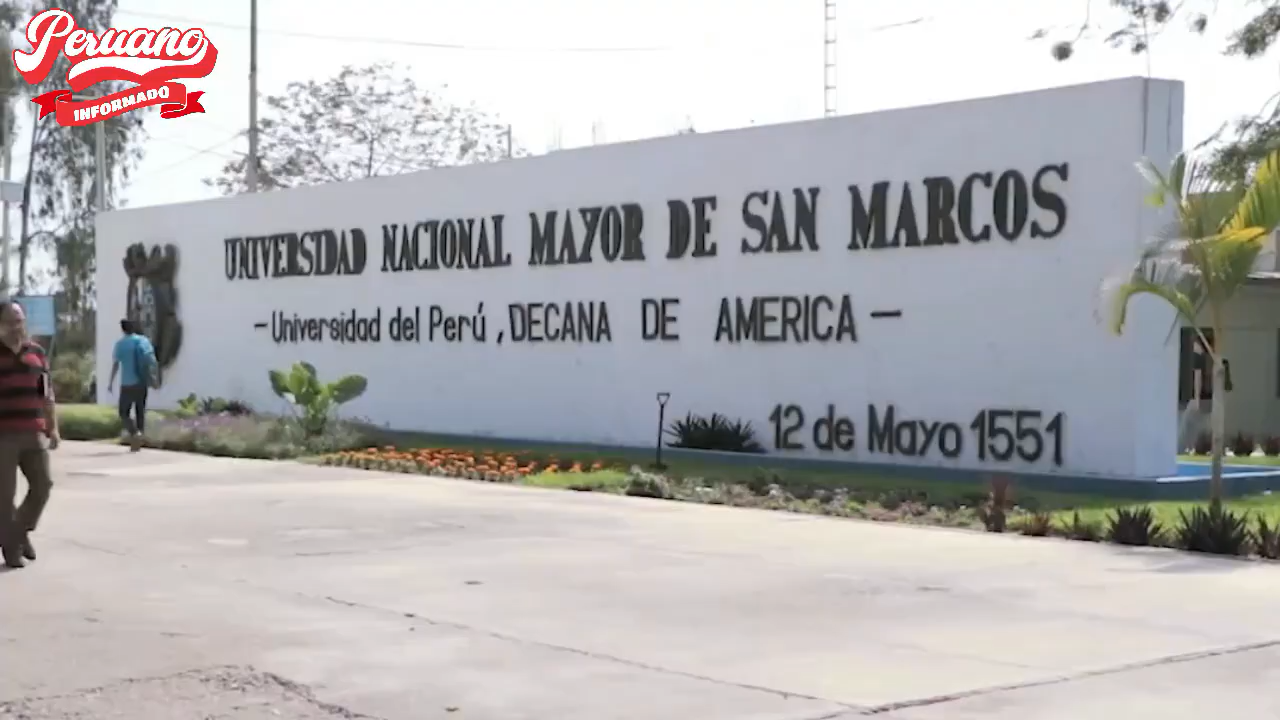 Peruano
INFORMADO
UNIVERSIDAD NACIONAL MAYOR DE SAN MARCOS
-Universidad del Perú, DECANA DE AMERICA-
12 de Mayo 1551